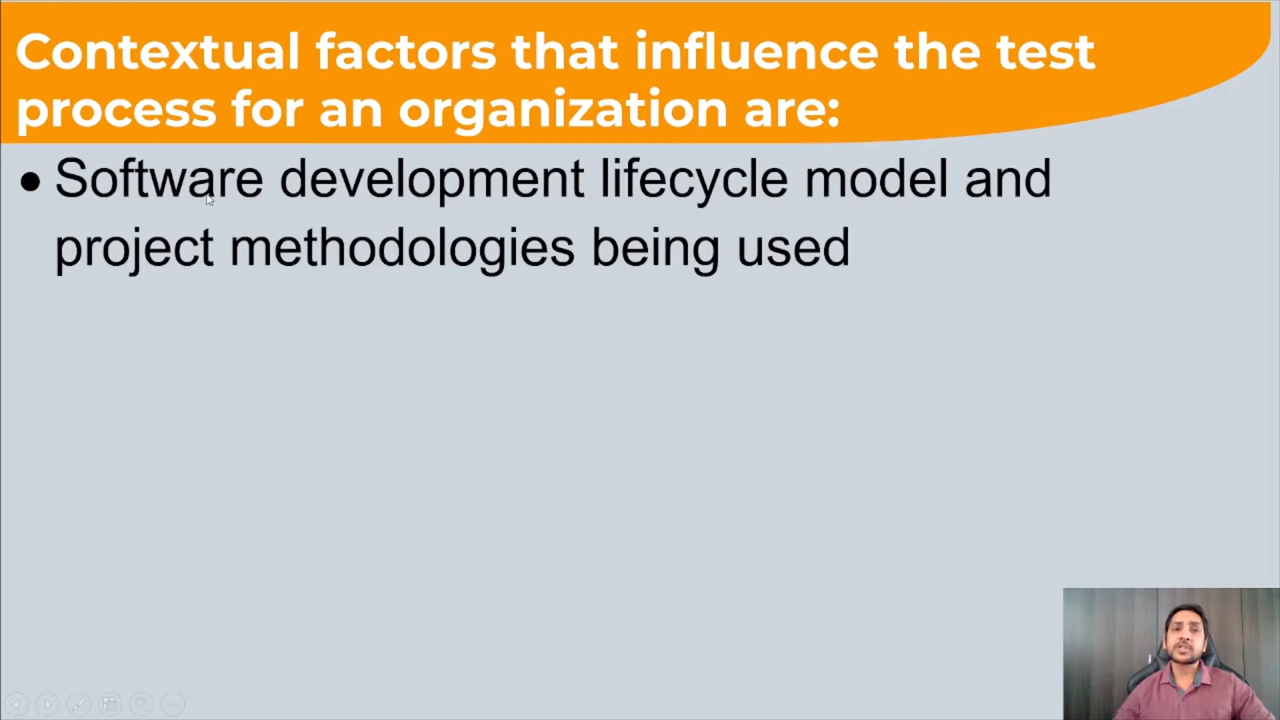 Contextual factors that influence the test
process for an organization are:
• Software development lifecycle model and
project methodologies being used